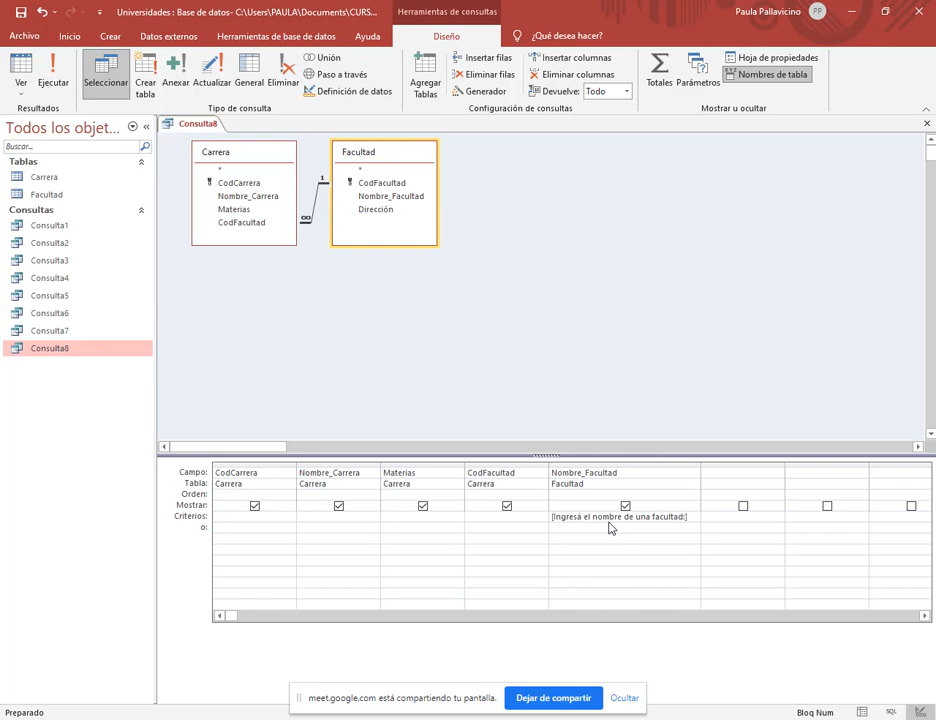 Universidades : Base de datos- C:\Users\PAULA\Documents\CURS...
Herramientas de consultas
Paula Pallavicino
PP
Archivo
Inicio
Crear
Datos externos
Herramientas de base de datos
Ayuda
Diseño
¿Qué desea hacer?
Ver
Ejecutar
Resultados
Seleccionar
Crear tabla
Anexar
Actualizar
General
Eliminar
Unión
Paso a través
Definición de datos
Tipo de consulta
Agregar Tablas
Insertar filas
Eliminar filas
Generador
Insertar columnas
Eliminar columnas
Devuelve: Todo
Configuración de consultas
Totales
Parámetros
Hoja de propiedades
Nombres de tabla
Mostrar u ocultar
Todos los objet...
Buscar...
Tablas
Carrera
Facultad
Consultas
Consulta1
Consulta2
Consulta3
Consulta4
Consulta5
Consulta6
Consulta7
Consulta8
Consulta8
Carrera
*
CodCarrera
Nombre_Carrera
Materias
CodFacultad
1
∞
Facultad
*
CodFacultad
Nombre_Facultad
Dirección
Campo: CodCarrera Nombre_Carrera Materias CodFacultad Nombre_Facultad
Tabla: Carrera Carrera Carrera Carrera Facultad
Orden:
Mostrar:
Criterios: [Ingresá el nombre de una facultad:]
o:
meet.google.com está compartiendo tu pantalla.
Dejar de compartir
Ocultar
Preparado
Bloq Num
SQL